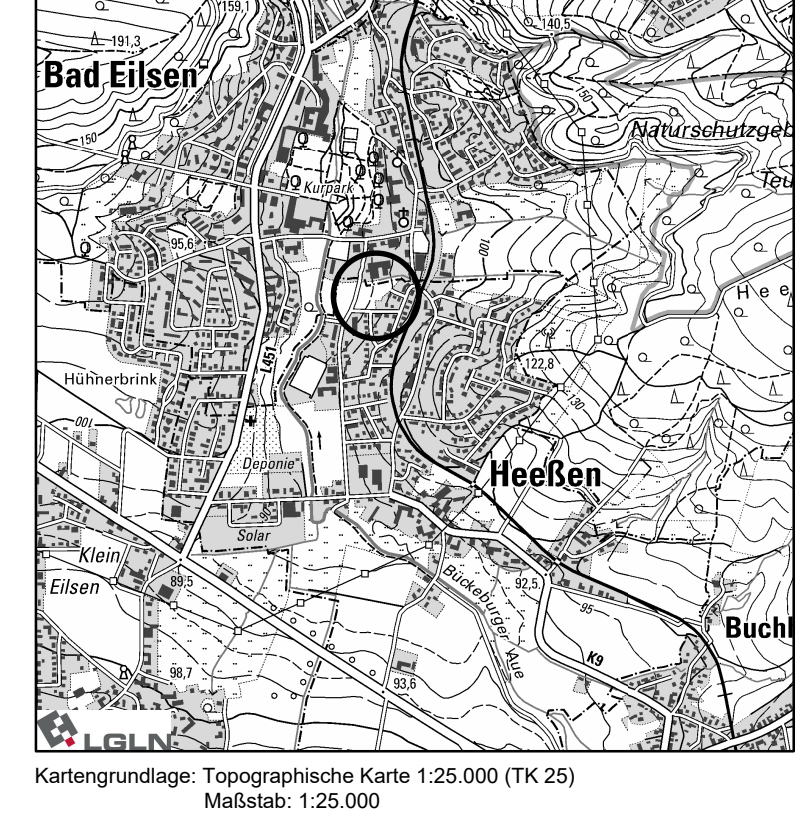 159,1
140,5
191,3
Bad Eilsen
150
150
Naturschutzgeb
Kurpark
Teu
95,6
100
Hee
L451
122,8
Hühnerbrink
130
100
Deponie
Heeßen
90
Solar
Klein
Eilsen
89,5
Bückeburger Aue
92,5
95
Buchh
K9
98,7
93,6
LGLN
Kartengrundlage: Topographische Karte 1:25.000 (TK 25)
Maßstab: 1:25.000